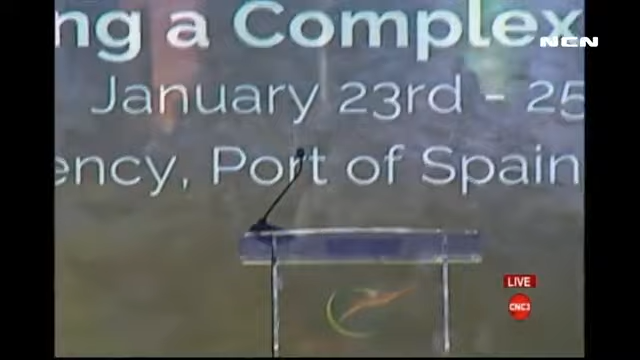 ng a Complex
NCN
January 23rd - 25
ency, Port of Spain
LIVE
CNC3